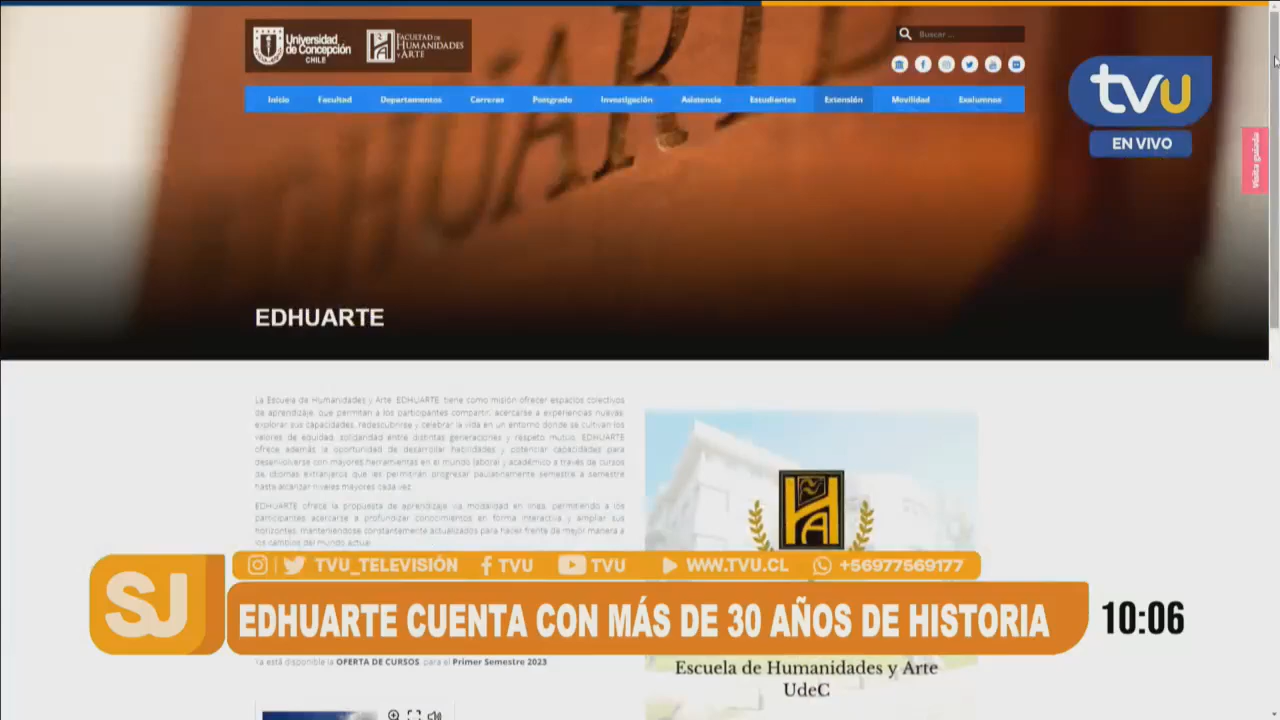 Universidad
de Concepción
CHILE
FACULTAD DE
HUMANIDADES
Y ARTE
Buscar ...
Inicio Facultad Departamentos Carreras Postgrado Investigación Asistencia Estudiantes Extensión Movilidad Exalumnos
tvu
EN VIVO
Visita guiada
EDHUARTE
La Escuela de Humanidades y Arte EDHUARTE, tiene como misión ofrecer espacios colectivos
de aprendizaje, que permitan a los participantes compartir, acercarse a experiencias nuevas,
explorar sus capacidades, redescubrirse y celebrar la vida en un entorno donde se cultivan los
valores de equidad, solidaridad entre distintas generaciones y respeto mutuo. EDHUARTE
ofrece además la oportunidad de desarrollar habilidades y potenciar capacidades para
desenvolverse con mayores herramientas en el mundo laboral y académico a través de cursos
de idiomas extranjeros que les permitirán progresar paulatinamente semestre a semestre
hasta alcanzar niveles mayores cada vez.
EDHUARTE ofrece la propuesta de aprendizaje vía modalidad en línea, permitiendo a los
participantes acercarse a profundizar conocimientos en forma interactiva y ampliar sus
horizontes, manteniéndose constantemente actualizados para hacer frente de mejor manera a
los cambios del mundo actual.
HA
TVU_TELEVISIÓN TVU TVU WWW.TVU.CL +56977569177
SJ
EDHUARTE CUENTA CON MÁS DE 30 AÑOS DE HISTORIA
10:06
Ya está disponible la OFERTA DE CURSOS, para el Primer Semestre 2023
Escuela de Humanidades y Arte
UdeC